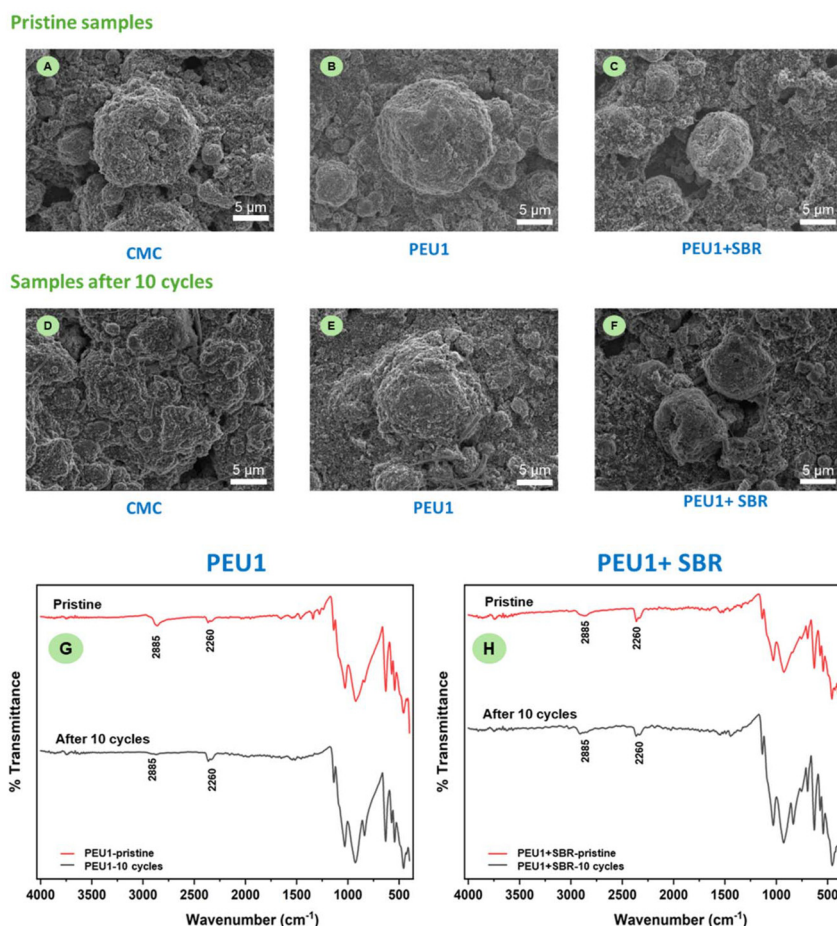 Pristine samples
A
B
C
5 µm
5 µm
5 µm
CMC
PEU1
PEU1+SBR
Samples after 10 cycles
D
E
F
5 µm
5 µm
5 µm
CMC
PEU1
PEU1+ SBR
PEU1
Pristine
G
2885
2260
After 10 cycles
2885
2260
PEU1-pristine
PEU1-10 cycles
% Transmittance
4000 3500 3000 2500 2000 1500 1000 500
Wavenumber (cm⁻¹)
PEU1+ SBR
Pristine
H
2885
2260
After 10 cycles
2885
2260
PEU1+SBR-pristine
PEU1+SBR-10 cycles
% Transmittance
4000 3500 3000 2500 2000 1500 1000 500
Wavenumber (cm⁻¹)